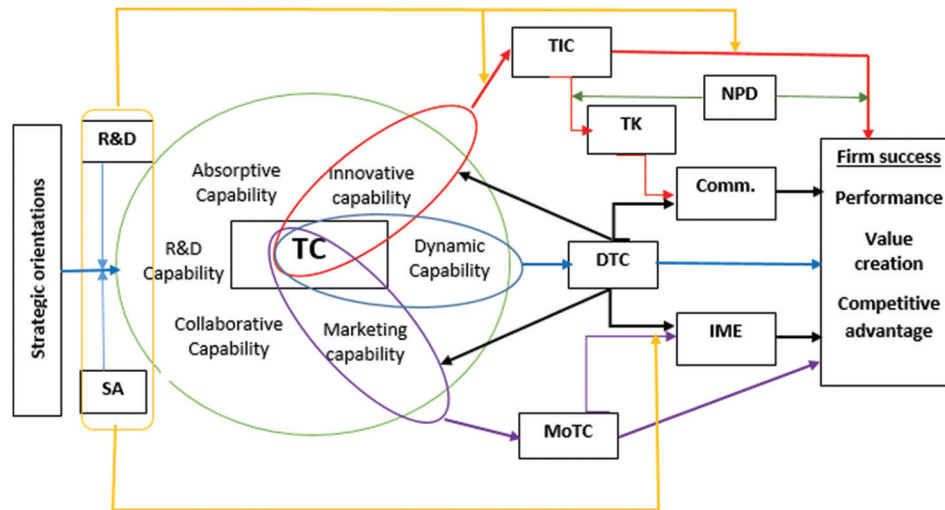 Strategic orientations
R&D
SA
Absorptive
Capability
Innovative
capability
R&D
Capability
TC
Dynamic
Capability
Collaborative
Capability
Marketing
capability
TIC
NPD
TK
Comm.
DTC
IME
MoTC
Firm success
Performance
Value
creation
Competitive
advantage